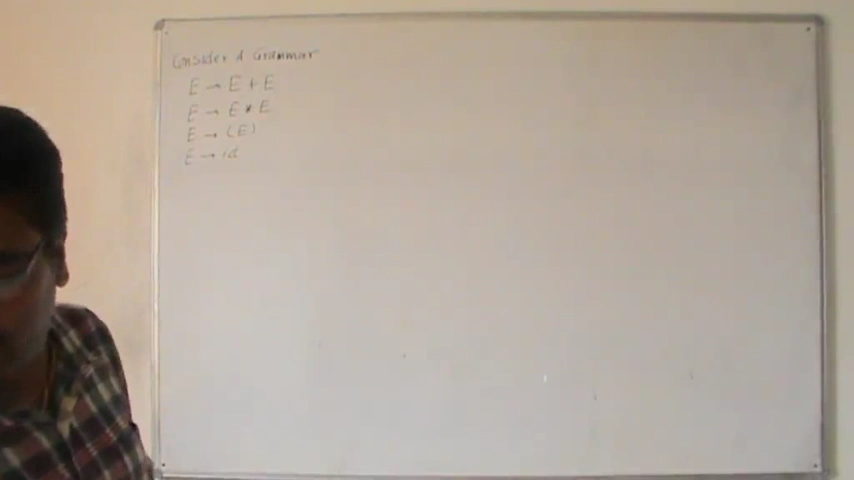 Consider A Grammar
E → E + E
E → E * E
E → (E)
E → id